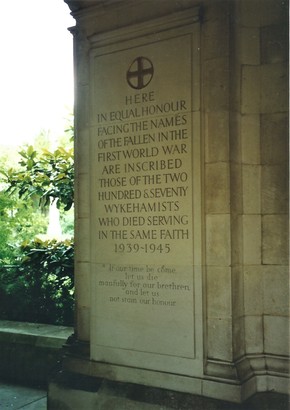 HERE
IN EQUAL HONOUR
FACING THE NAMES
OF THE FALLEN IN THE
FIRST WORLD WAR
ARE INSCRIBED
THOSE OF THE TWO
HUNDRED & SEVENTY
WYKEHAMISTS
WHO DIED SERVING
IN THE SAME FAITH
1939-1945
"If our time be come
let us die
manfully for our brethren
and let us
not stain our honour